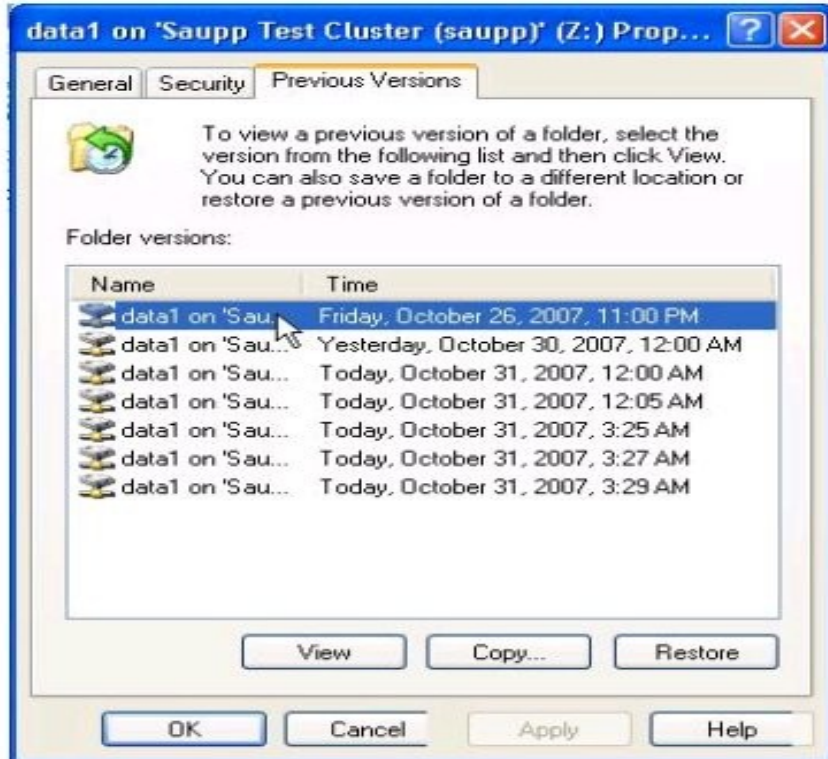 data1 on 'Saupp Test Cluster (saupp)' (Z:) Prop...
General Security Previous Versions
To view a previous version of a folder, select the
version from the following list and then click View.
You can also save a folder to a different location or
restore a previous version of a folder.
Folder versions:
Name Time
data1 on 'Sau... Friday, October 26, 2007, 11:00 PM
data1 on 'Sau... Yesterday, October 30, 2007, 12:00 AM
data1 on 'Sau... Today, October 31, 2007, 12:00 AM
data1 on 'Sau... Today, October 31, 2007, 12:05 AM
data1 on 'Sau... Today, October 31, 2007, 3:25 AM
data1 on 'Sau... Today, October 31, 2007, 3:27 AM
data1 on 'Sau... Today, October 31, 2007, 3:29 AM
View Copy... Restore
OK Cancel Apply Help